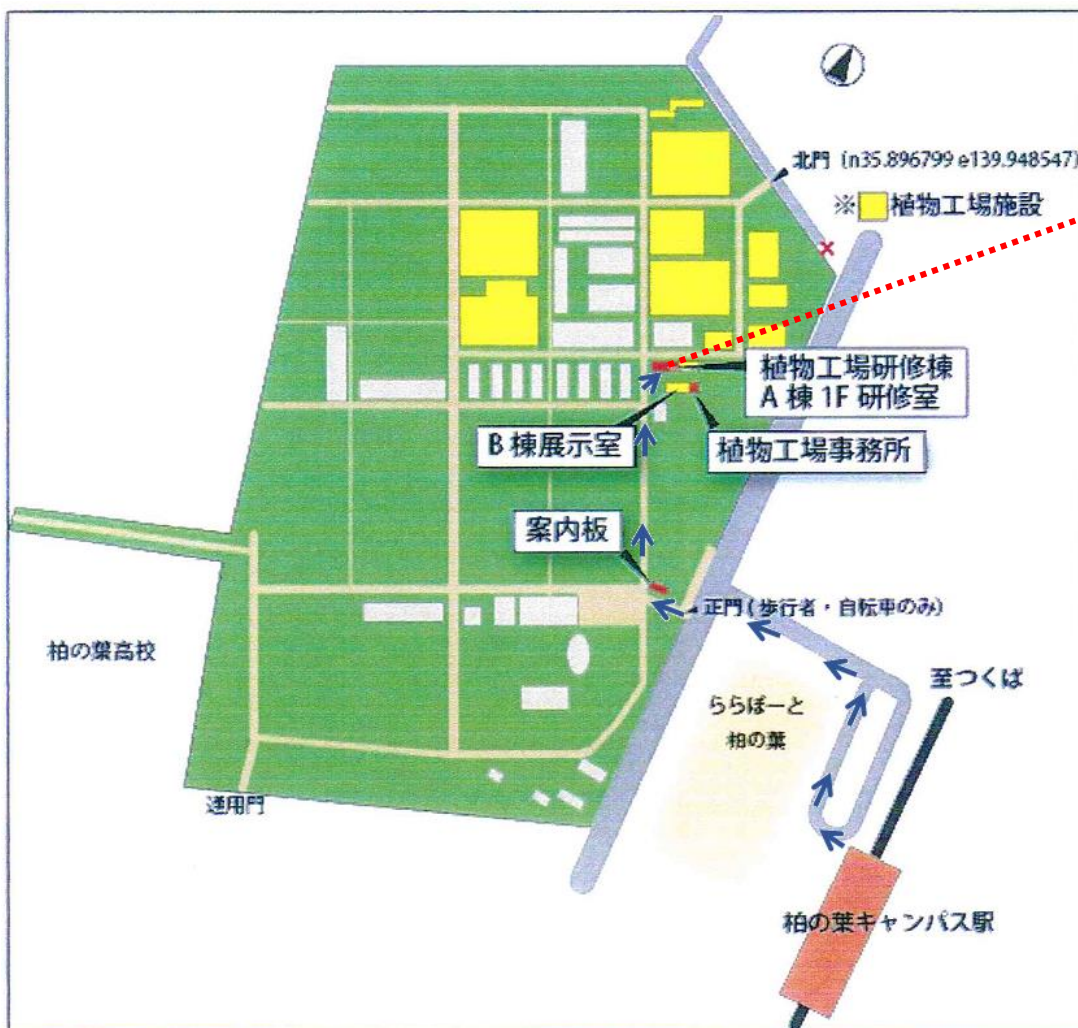 北門 (n35.896799 e139.948547)
※ 植物工場施設
植物工場研修棟
A 棟 1F 研修室
B 棟展示室
植物工場事務所
案内板
正門 (歩行者・自転車のみ)
柏の葉高校
ららぽーと
柏の葉
至つくば
通用門
柏の葉キャンパス駅